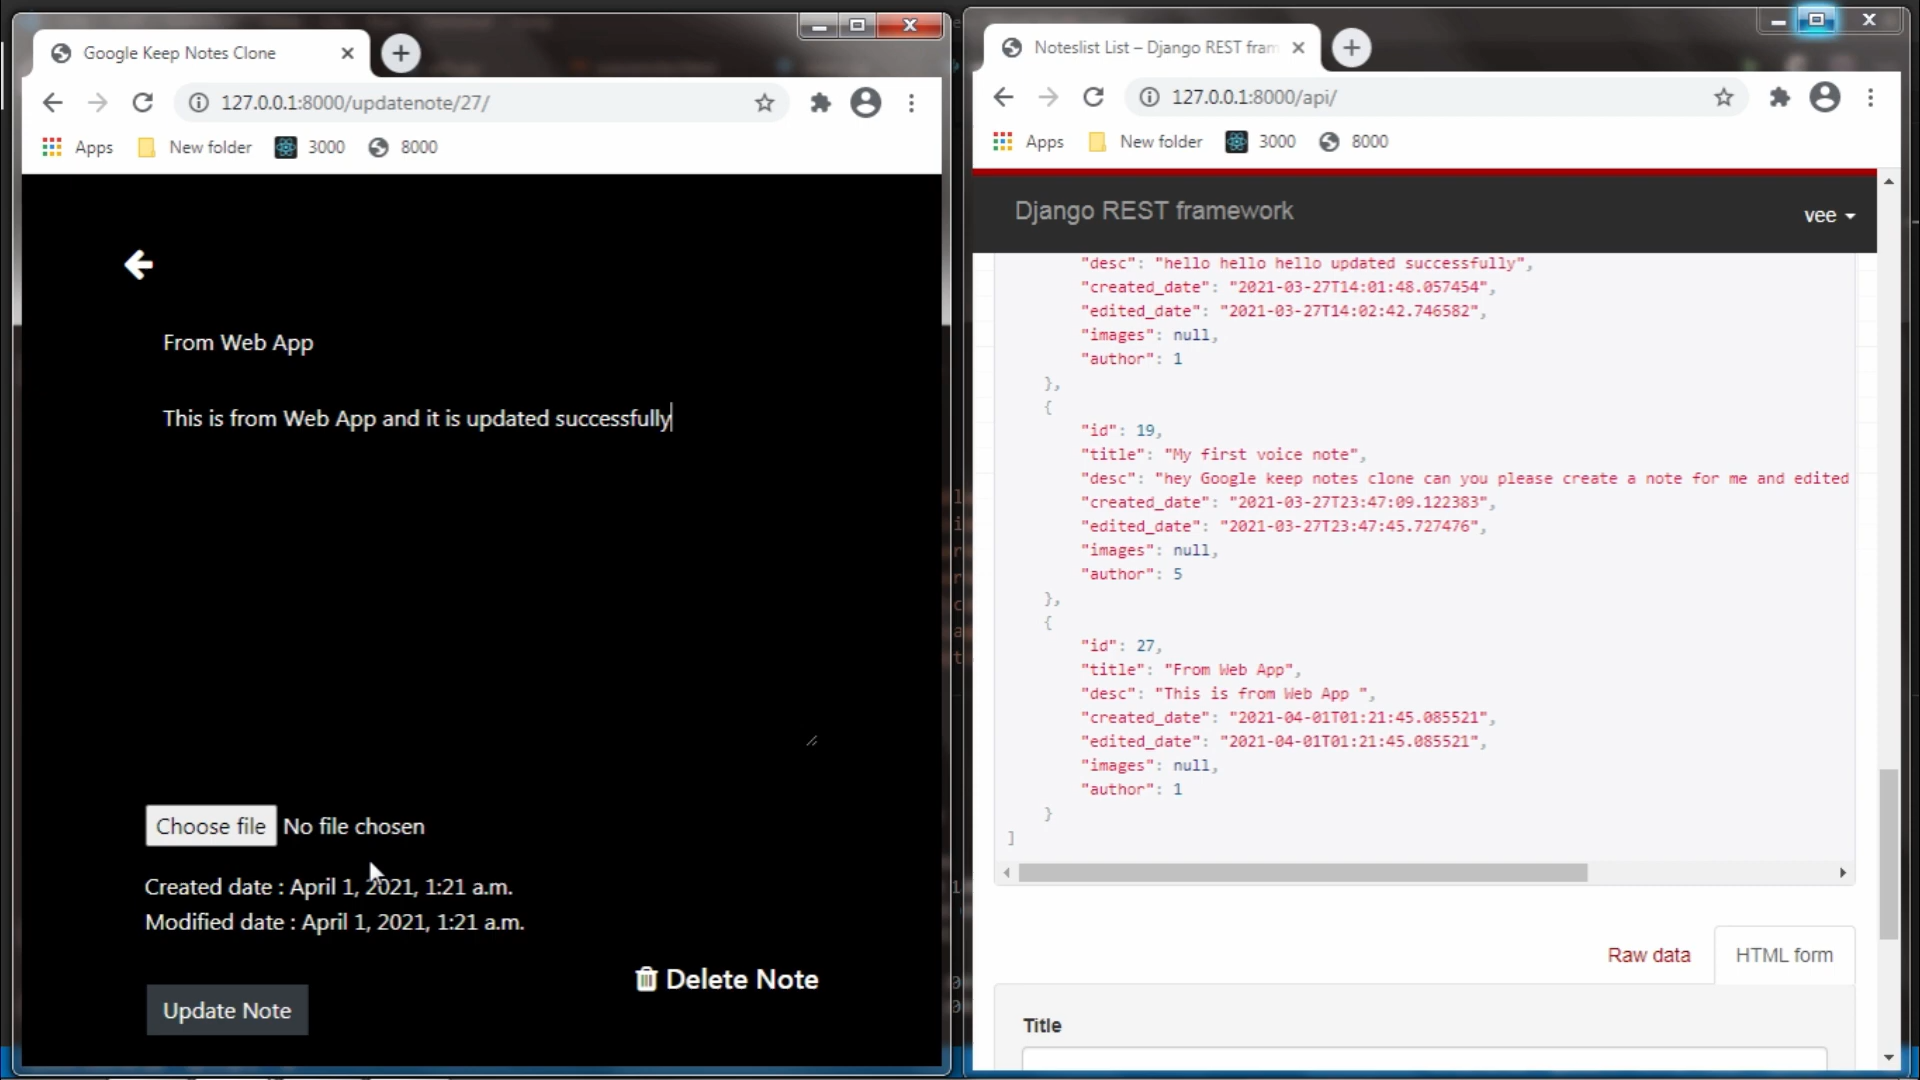 Google Keep Notes Clone
127.0.0.1:8000/updatenote/27/
Apps New folder 3000 8000
From Web App
This is from Web App and it is updated successfully
Choose file No file chosen
Created date : April 1, 2021, 1:21 a.m.
Modified date : April 1, 2021, 1:21 a.m.
Delete Note
Update Note
Noteslist List – Django REST fram
127.0.0.1:8000/api/
Apps New folder 3000 8000
Django REST framework
vee
"desc": "hello hello hello updated successfully",
"created_date": "2021-03-27T14:01:48.057454",
"edited_date": "2021-03-27T14:02:42.746582",
"images": null,
"author": 1
},
{
"id": 19,
"title": "My first voice note",
"desc": "hey Google keep notes clone can you please create a note for me and edited
"created_date": "2021-03-27T23:47:09.122383",
"edited_date": "2021-03-27T23:47:45.727476",
"images": null,
"author": 5
},
{
"id": 27,
"title": "From Web App",
"desc": "This is from Web App ",
"created_date": "2021-04-01T01:21:45.085521",
"edited_date": "2021-04-01T01:21:45.085521",
"images": null,
"author": 1
}
]
Raw data HTML form
Title